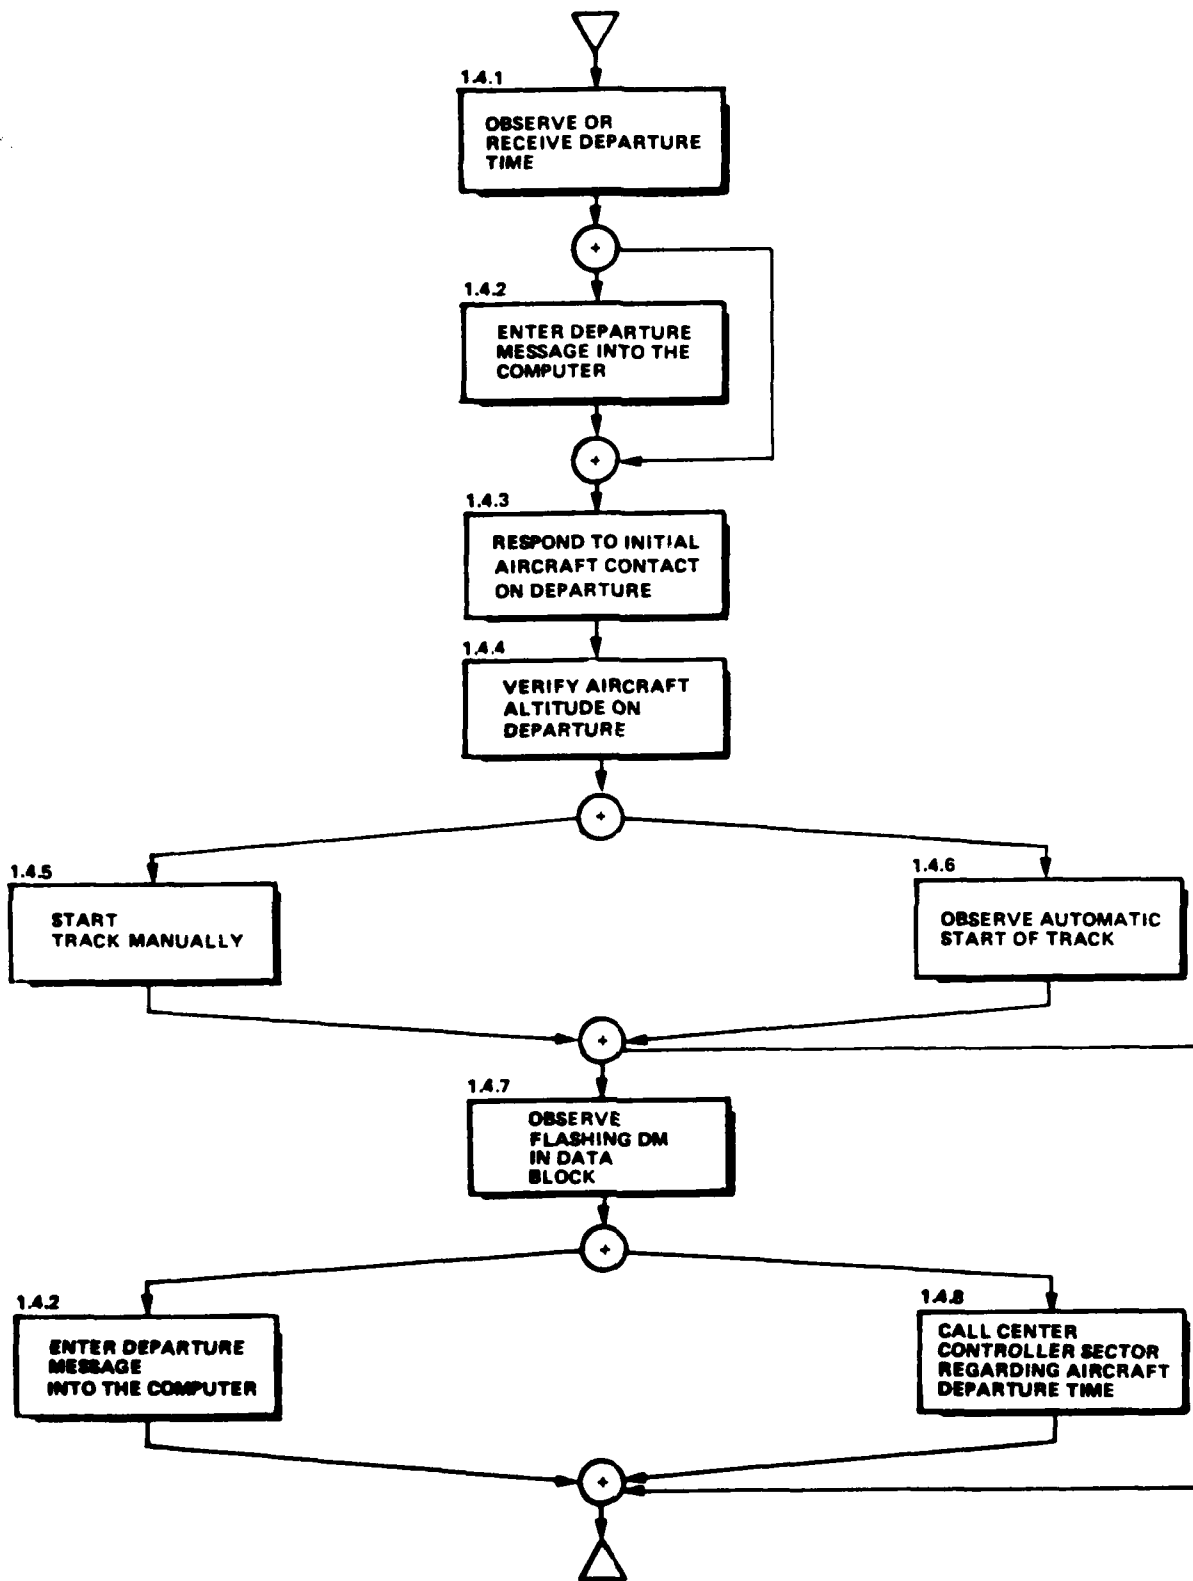 1.4.1
OBSERVE OR
RECEIVE DEPARTURE
TIME
+
1.4.2
ENTER DEPARTURE
MESSAGE INTO THE
COMPUTER
+
1.4.3
RESPOND TO INITIAL
AIRCRAFT CONTACT
ON DEPARTURE
1.4.4
VERIFY AIRCRAFT
ALTITUDE ON
DEPARTURE
+
1.4.5
START
TRACK MANUALLY
1.4.6
OBSERVE AUTOMATIC
START OF TRACK
+
1.4.7
OBSERVE
FLASHING DM
IN DATA
BLOCK
+
1.4.2
ENTER DEPARTURE
MESSAGE
INTO THE COMPUTER
1.4.8
CALL CENTER
CONTROLLER SECTOR
REGARDING AIRCRAFT
DEPARTURE TIME
+